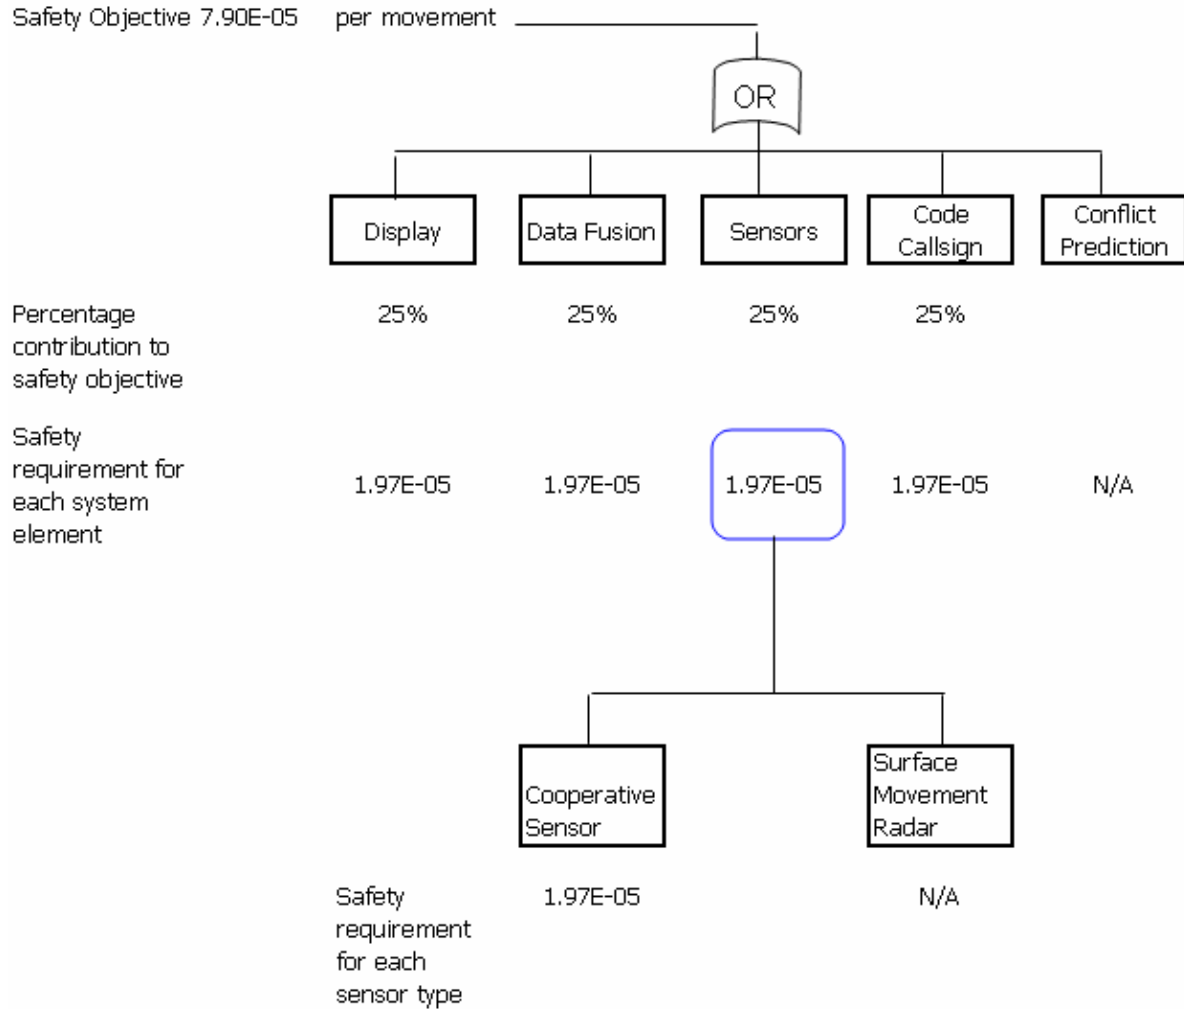 Safety Objective 7.90E-05 per movement
OR
Display
Data Fusion
Sensors
Code
Callsign
Conflict
Prediction
Percentage
contribution to
safety objective
25%
25%
25%
25%
Safety
requirement for
each system
element
1.97E-05
1.97E-05
1.97E-05
1.97E-05
N/A
Cooperative
Sensor
Surface
Movement
Radar
Safety
requirement
for each
sensor type
1.97E-05
N/A